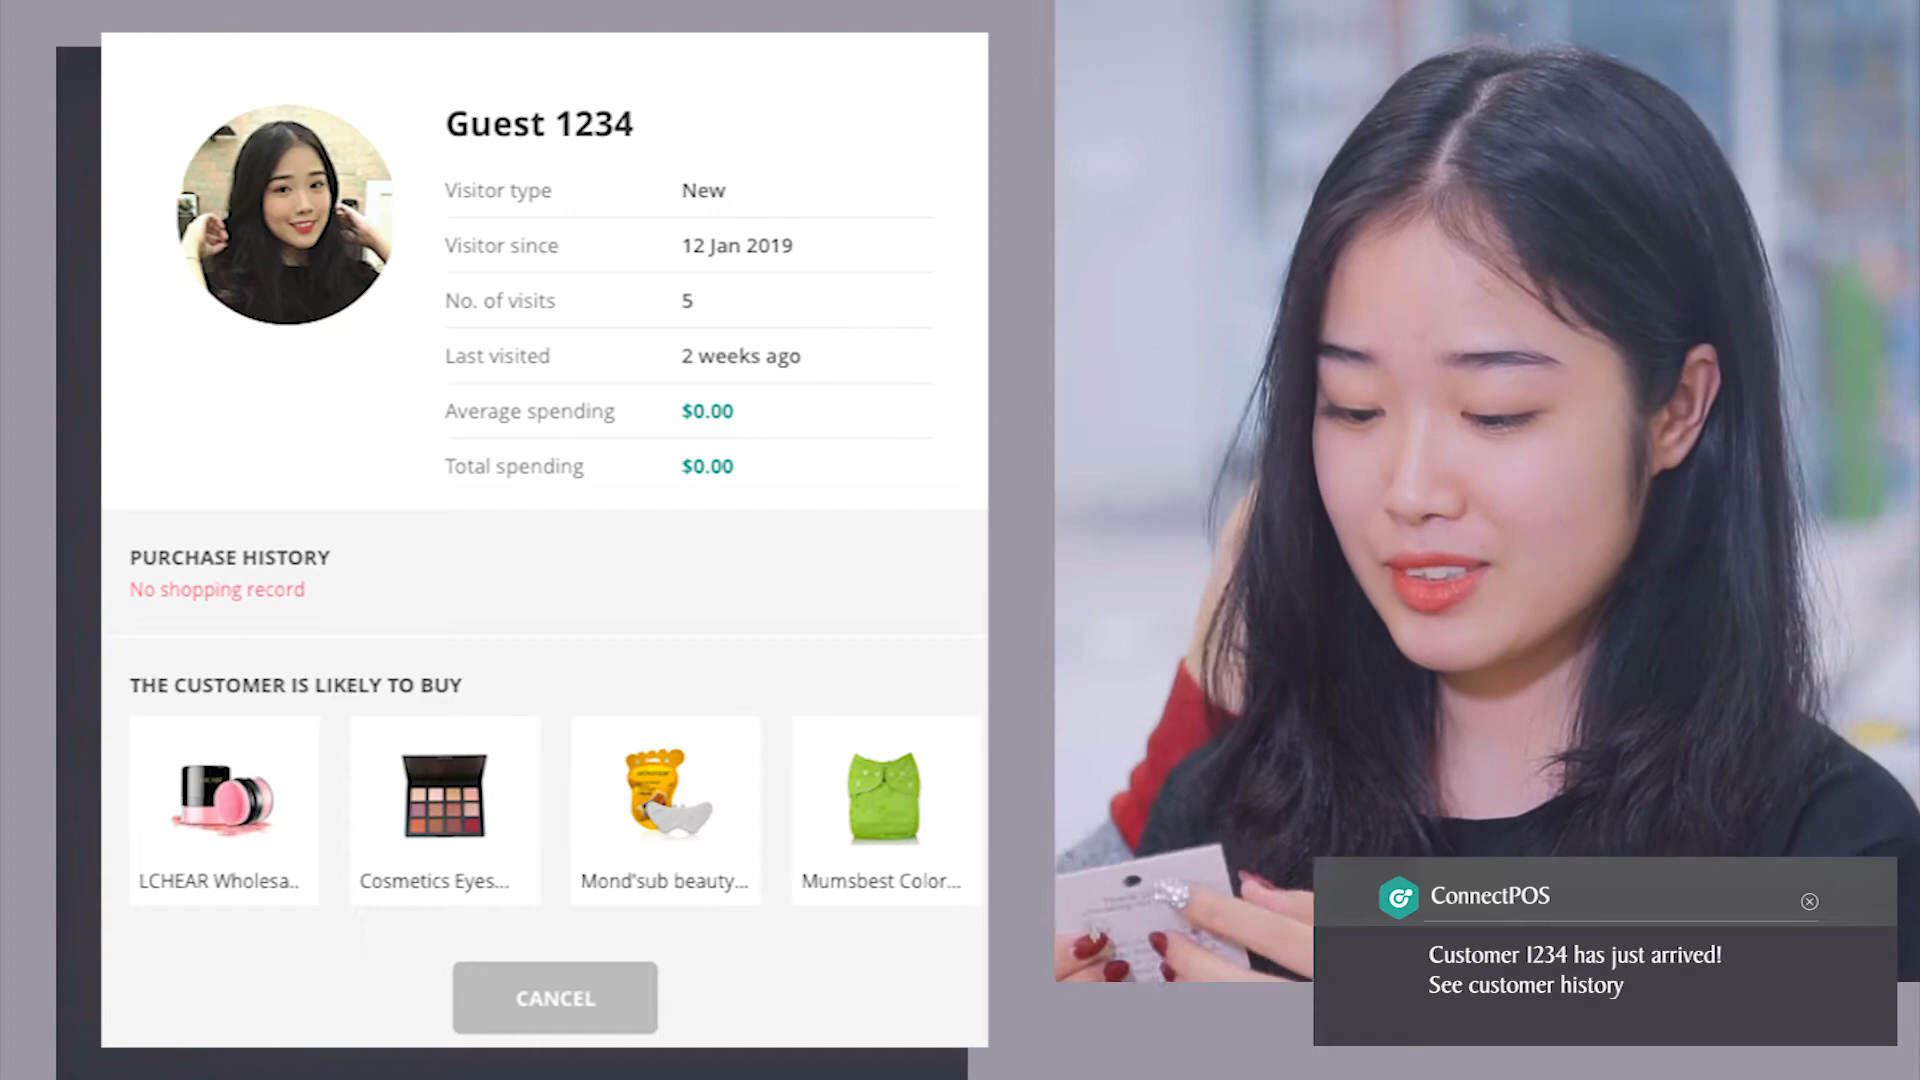 Guest 1234
Visitor type New
Visitor since 12 Jan 2019
No. of visits 5
Last visited 2 weeks ago
Average spending $0.00
Total spending $0.00
PURCHASE HISTORY
No shopping record
THE CUSTOMER IS LIKELY TO BUY
LCHEAR Wholesa..
Cosmetics Eyes...
Mond'sub beauty...
Mumsbest Color...
CANCEL
ConnectPOS
Customer 1234 has just arrived!
See customer history